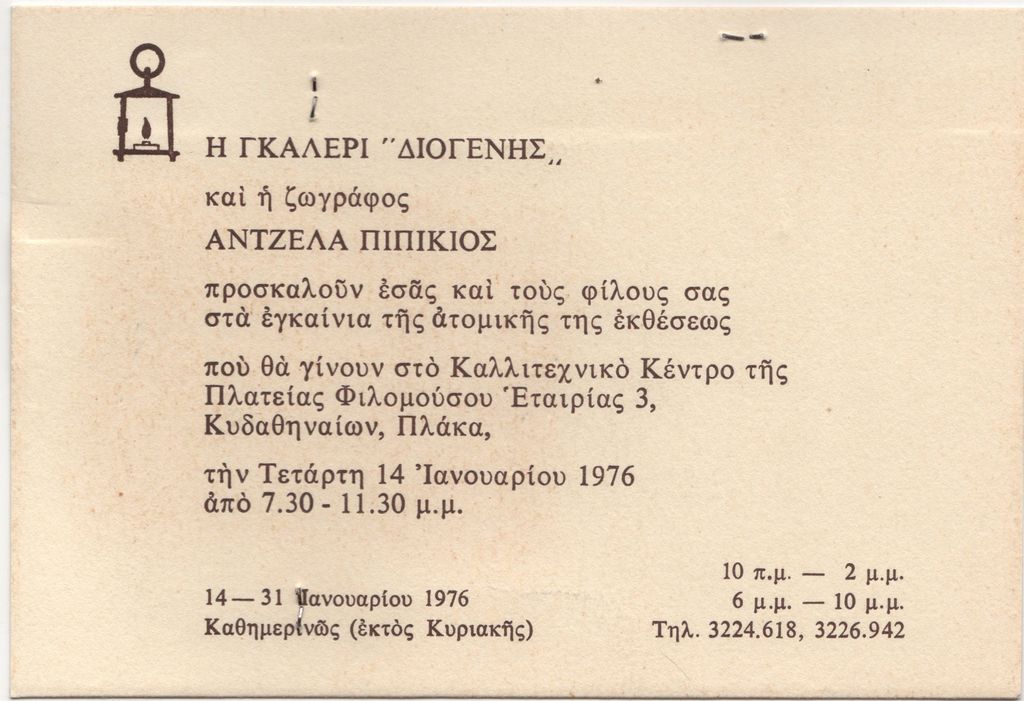 Η ΓΚΑΛΕΡΙ ''ΔΙΟΓΕΝΗΣ,,
καὶ ἡ ζωγράφος
ΑΝΤΖΕΛΑ ΠΙΠΙΚΙΟΣ
προσκαλοῦν ἐσᾶς καὶ τοὺς φίλους σας
στὰ ἐγκαίνια τῆς ἀτομικῆς της ἐκθέσεως
ποὺ θὰ γίνουν στὸ Καλλιτεχνικὸ Κέντρο τῆς
Πλατείας Φιλομούσου Ἑταιρίας 3,
Κυδαθηναίων, Πλάκα,
τὴν Τετάρτη 14 Ἰανουαρίου 1976
ἀπὸ 7.30 - 11.30 μ.μ.
14 — 31 Ἰανουαρίου 1976
Καθημερινῶς (ἐκτὸς Κυριακῆς)
10 π.μ. — 2 μ.μ.
6 μ.μ. — 10 μ.μ.
Τηλ. 3224.618, 3226.942